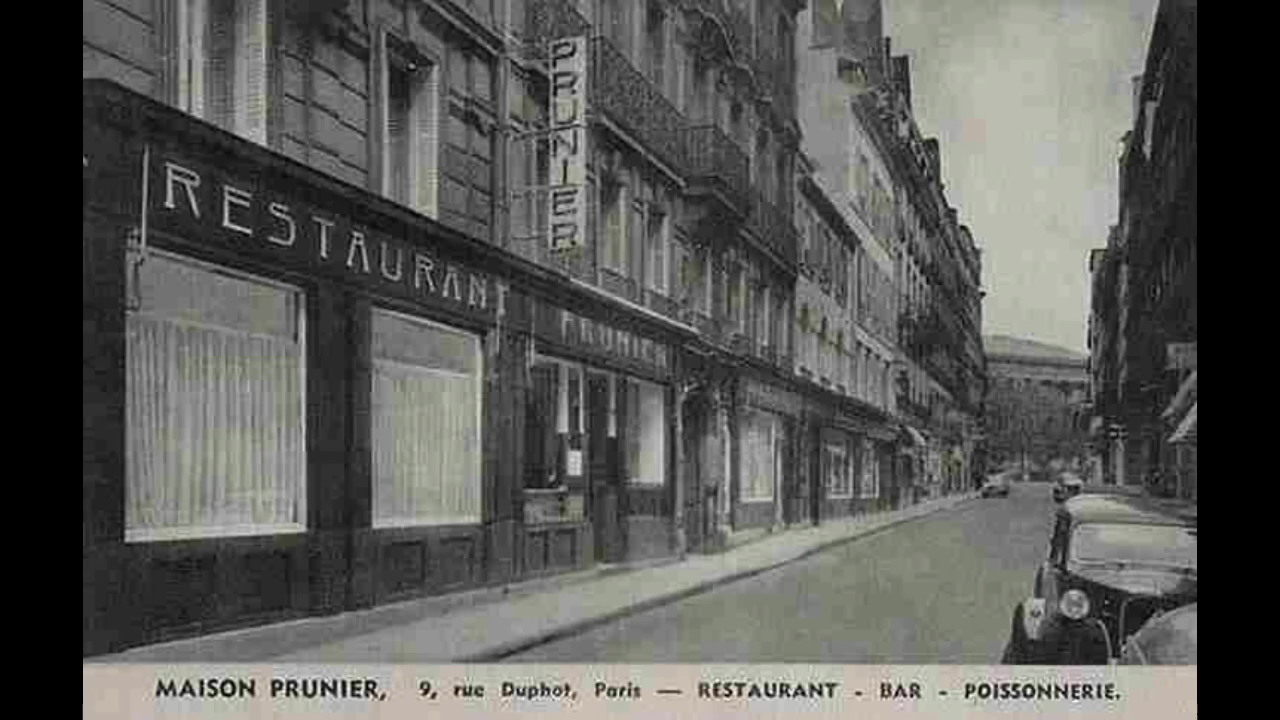 PRUNIER
RESTAURANT PRUNIER
MAISON PRUNIER, 9, rue Duphot, Paris — RESTAURANT - BAR - POISSONNERIE.